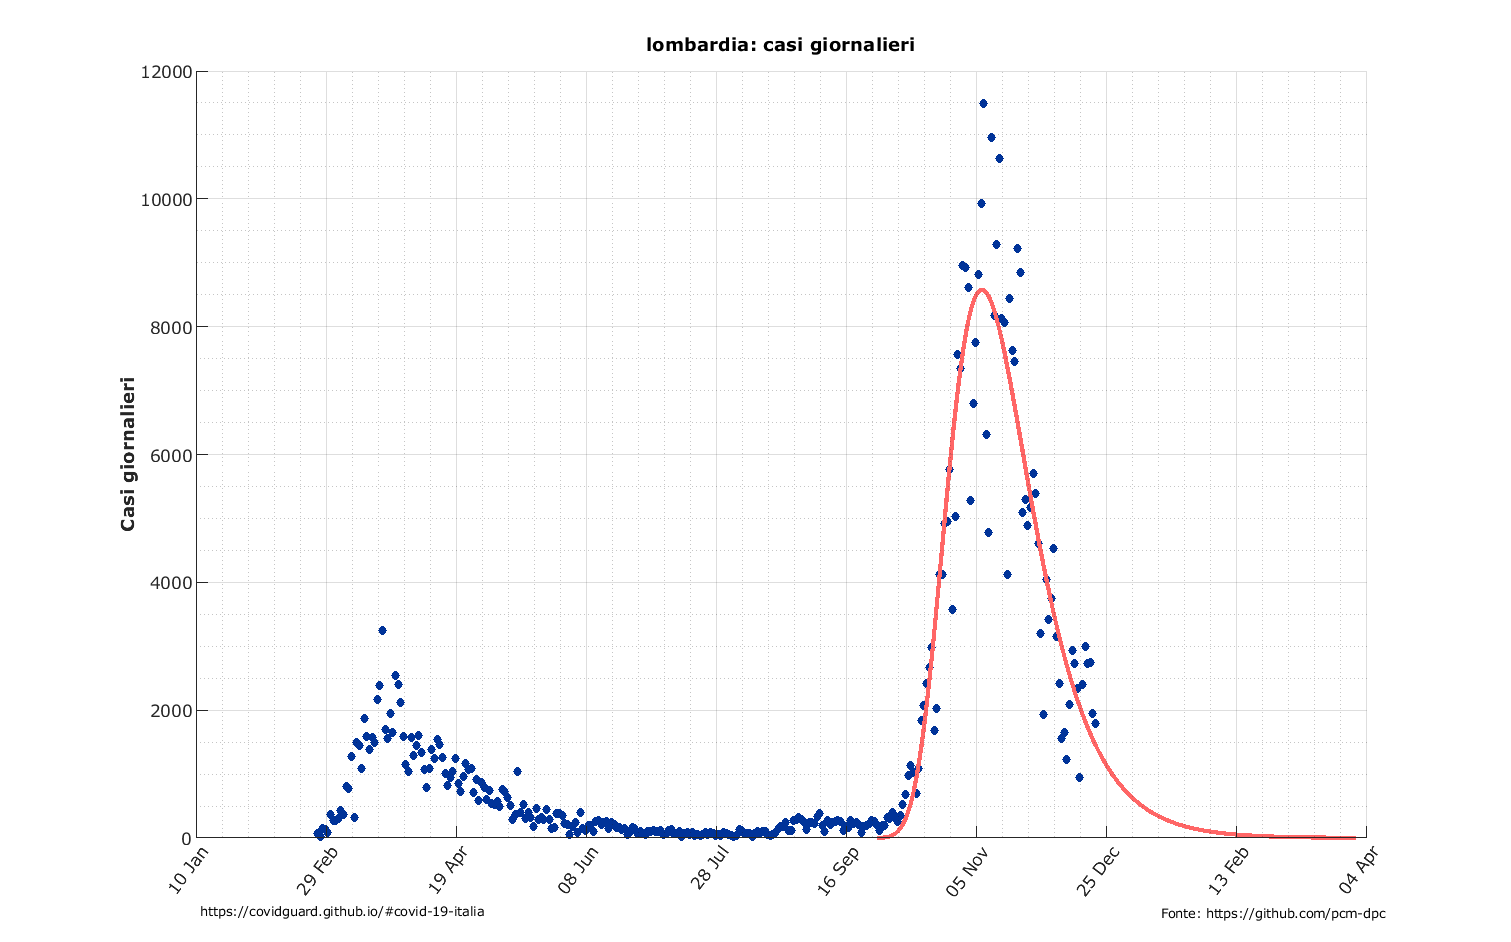 lombardia: casi giornalieri
12000
10000
8000
6000
4000
2000
0
Casi giornalieri
10 Jan
29 Feb
19 Apr
08 Jun
28 Jul
16 Sep
05 Nov
25 Dec
13 Feb
04 Apr
https://covidguard.github.io/#covid-19-italia
Fonte: https://github.com/pcm-dpc